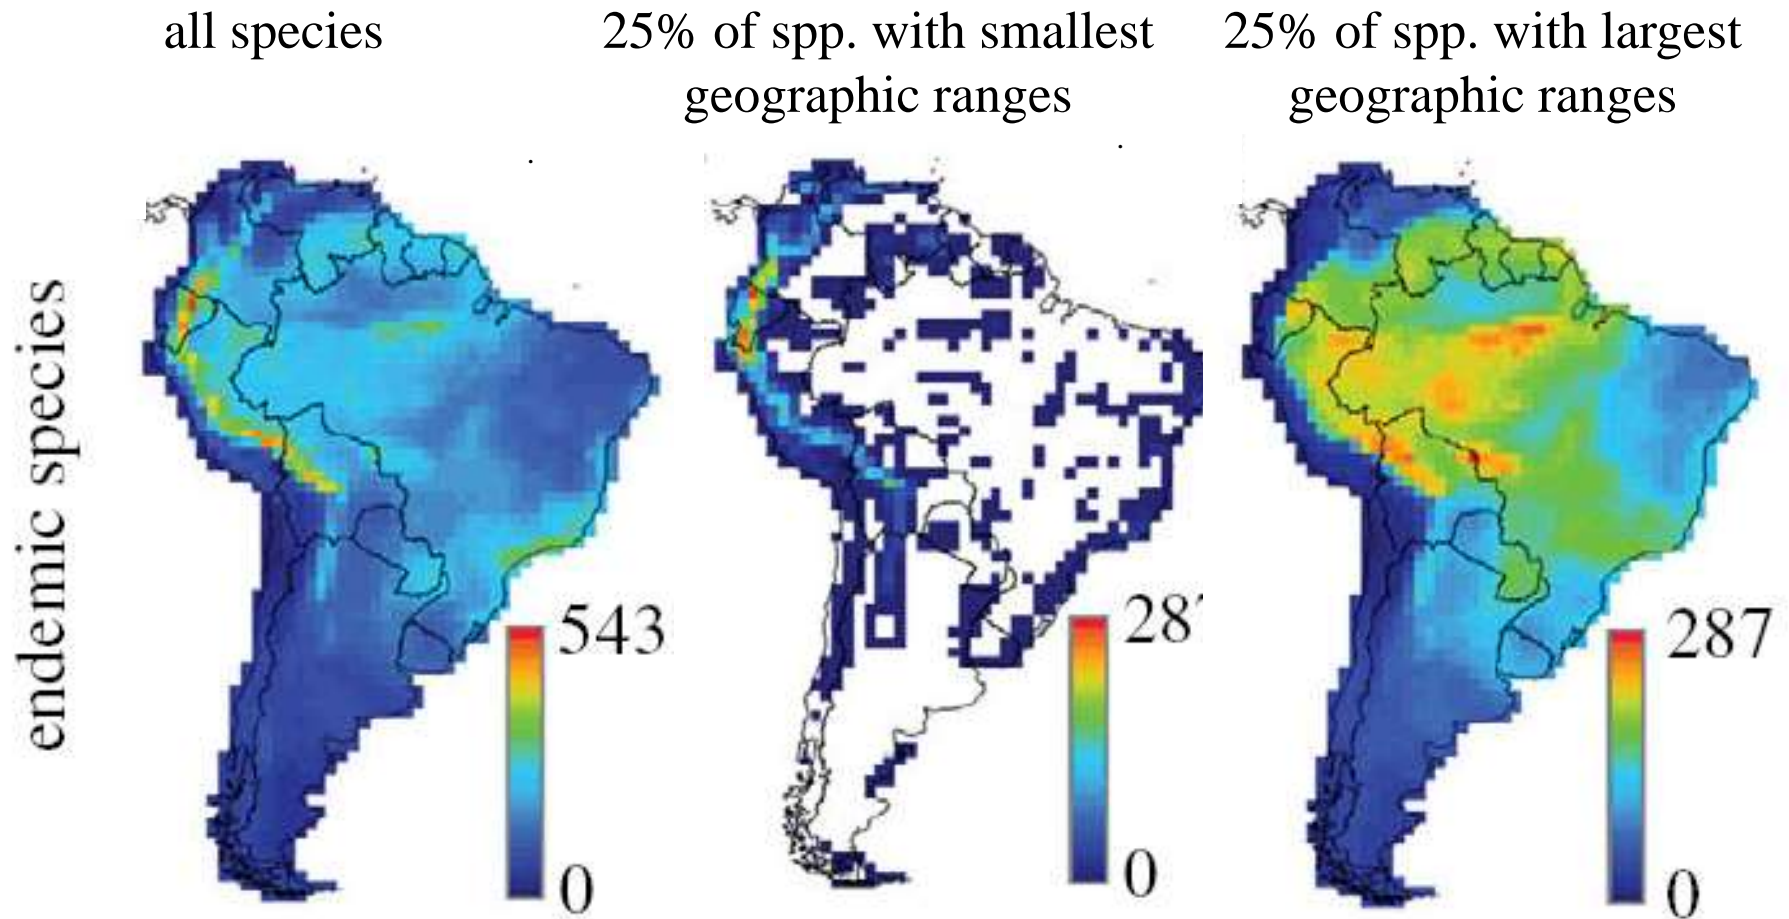 all species
25% of spp. with smallest
geographic ranges
25% of spp. with largest
geographic ranges
endemic species
543
0
28
0
287
0